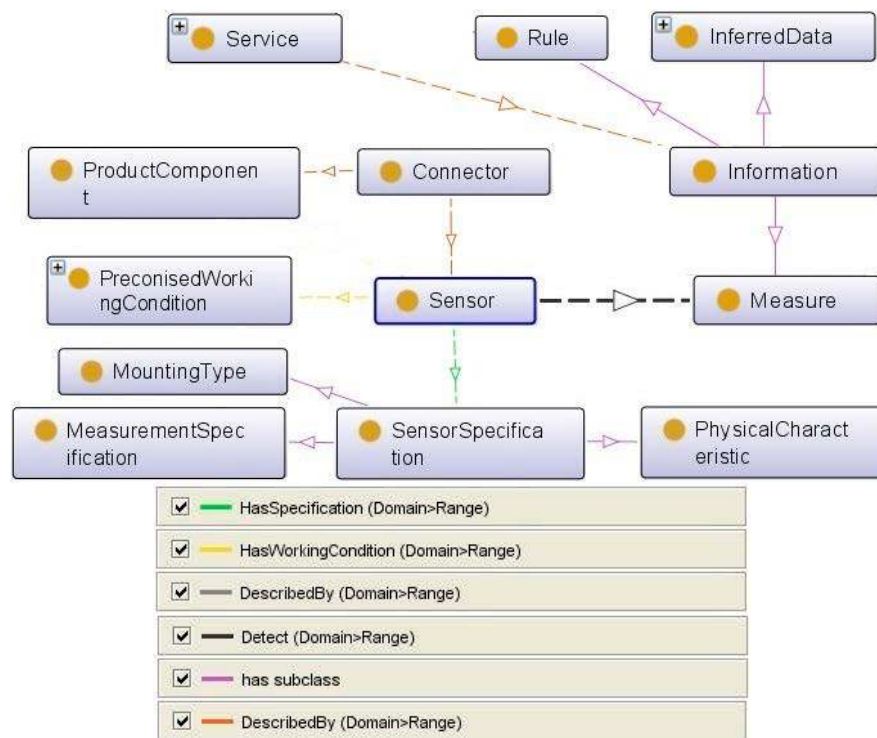 Service
Rule
InferredData
ProductComponen
t
Connector
Information
PreconisedWorki
ngCondition
Sensor
Measure
MountingType
MeasurementSpec
ification
SensorSpecifica
tion
PhysicalCharact
eristic
HasSpecification (Domain>Range)
HasWorkingCondition (Domain>Range)
DescribedBy (Domain>Range)
Detect (Domain>Range)
has subclass
DescribedBy (Domain>Range)